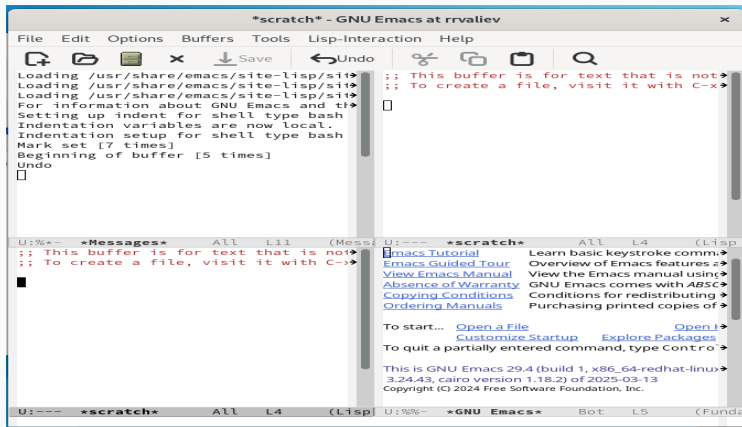 *scratch* - GNU Emacs at rrvaliev
File Edit Options Buffers Tools Lisp-Interaction Help
Save Undo
Loading /usr/share/emacs/site-lisp/sit
Loading /usr/share/emacs/site-lisp/sit
Loading /usr/share/emacs/site-lisp/sit
For information about GNU Emacs and th
Setting up indent for shell type bash
Indentation variables are now local.
Indentation setup for shell type bash
Mark set [7 times]
Beginning of buffer [5 times]
Undo
U:%*- *Messages* All L11 (Mess
;; This buffer is for text that is not
;; To create a file, visit it with C-x
U:--- *scratch* All L4 (Lisp
;; This buffer is for text that is not
;; To create a file, visit it with C-x
U:--- *scratch* All L4 (Lisp
Emacs Tutorial Learn basic keystroke comm
Emacs Guided Tour Overview of Emacs features
View Emacs Manual View the Emacs manual using
Absence of Warranty GNU Emacs comes with ABSO
Copying Conditions Conditions for redistributing
Ordering Manuals Purchasing printed copies of
To start... Open a File Open
Customize Startup Explore Packages
To quit a partially entered command, type Contro
This is GNU Emacs 29.4 (build 1, x86_64-redhat-linu
3.24.43, cairo version 1.18.2) of 2025-03-13
Copyright (C) 2024 Free Software Foundation, Inc.
U:%%- *GNU Emacs* Bot L5 (Funda